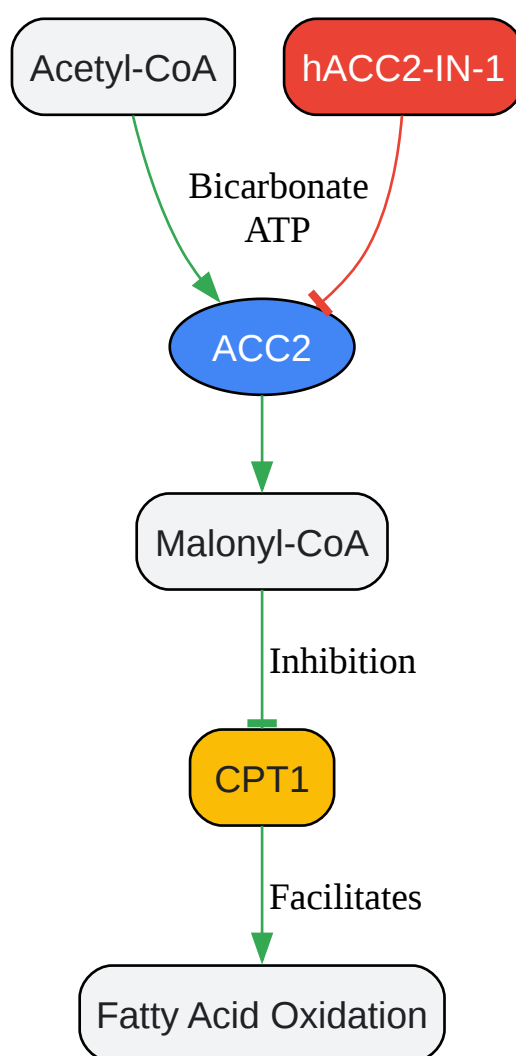 Acetyl-CoA
hACC2-IN-1
Bicarbonate
ATP
ACC2
Malonyl-CoA
Inhibition
CPT1
Facilitates
Fatty Acid Oxidation